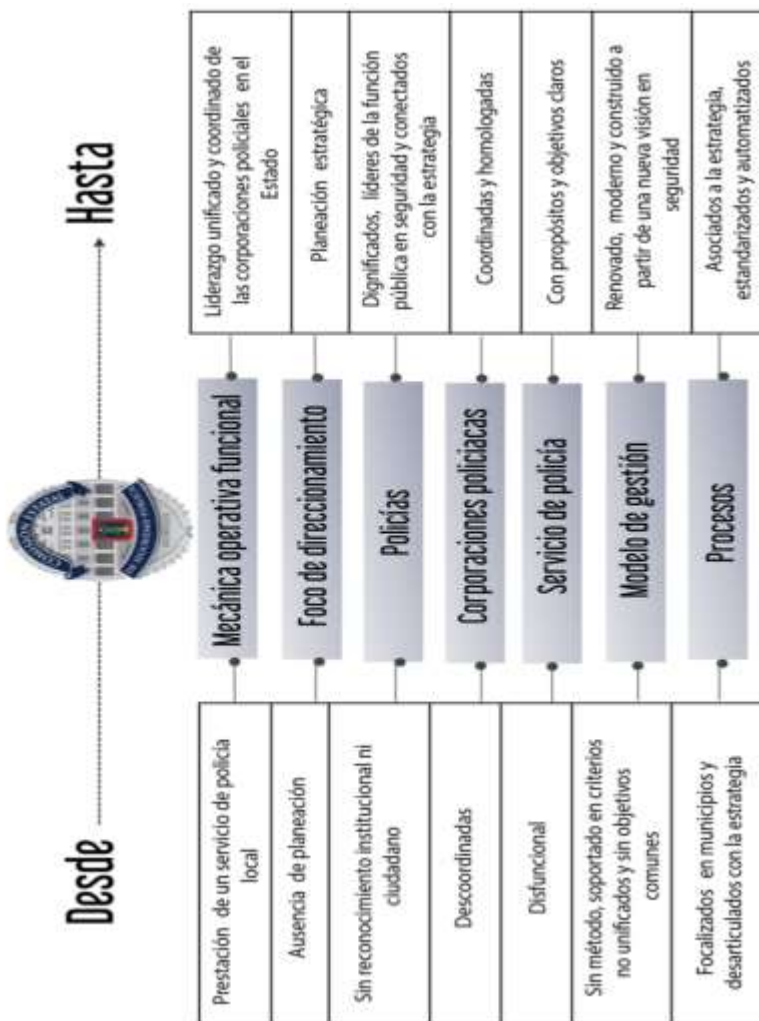 Desde
Hasta
COMISIÓN ESTATAL
DE SEGURIDAD PÚBLICA
Prestación de un servicio de policía
local
Mecánica operativa funcional
Liderazgo unificado y coordinado de
las corporaciones policiales en el
Estado
Ausencia de planeación
Foco de direccionamiento
Planeación estratégica
Sin reconocimiento institucional ni
ciudadano
Policías
Dignificados, líderes de la función
pública en seguridad y conectados
con la estrategia
Descoordinadas
Corporaciones policiacas
Coordinadas y homologadas
Disfuncional
Servicio de policía
Con propósitos y objetivos claros
Sin método, soportado en criterios
no unificados y sin objetivos
comunes
Modelo de gestión
Renovado, moderno y construido a
partir de una nueva visión en
seguridad
Focalizados en municipios y
desarticulados con la estrategia
Procesos
Asociados a la estrategia,
estandarizados y automatizados